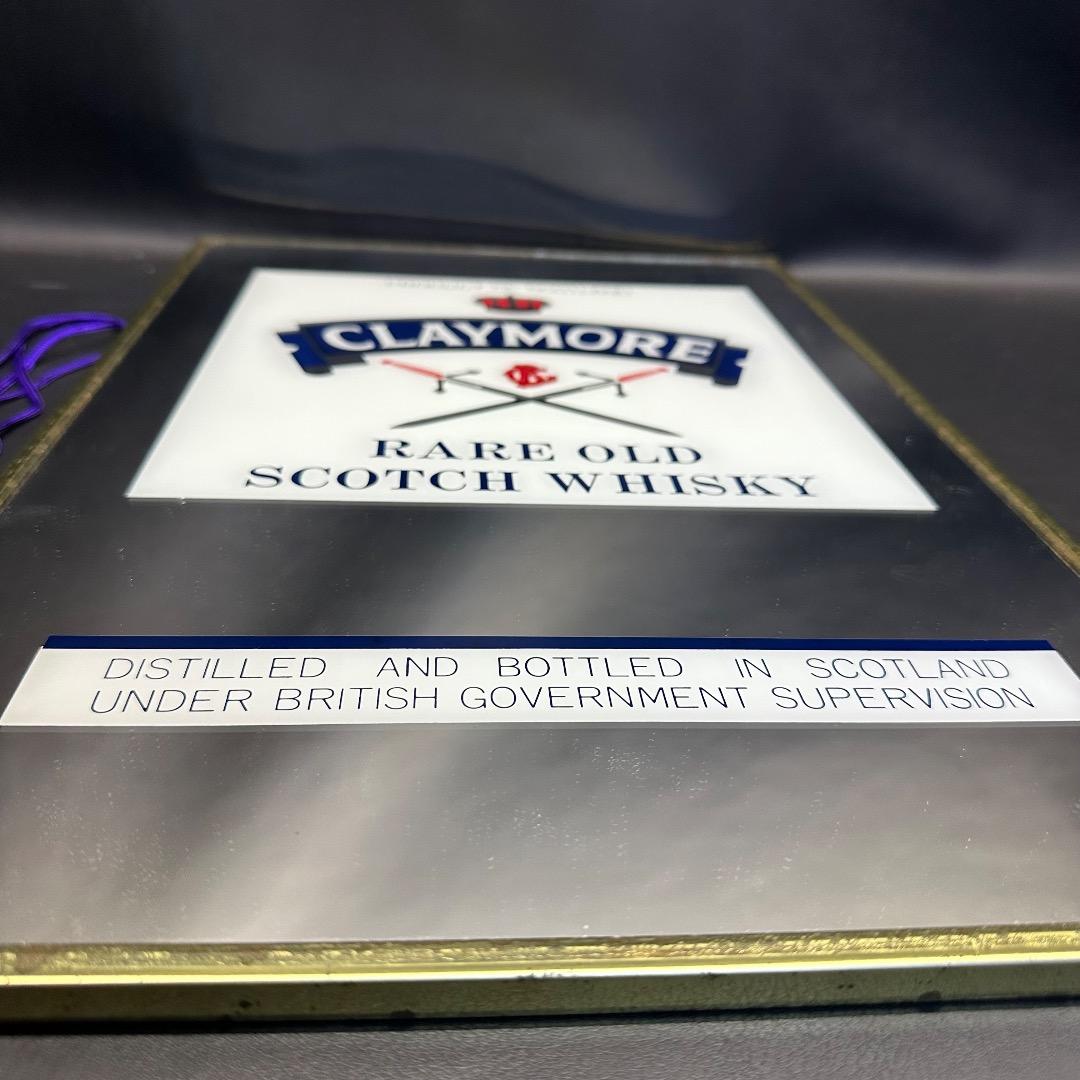 CLAYMORE
RARE OLD
SCOTCH WHISKY
DISTILLED AND BOTTLED IN SCOTLAND
UNDER BRITISH GOVERNMENT SUPERVISION